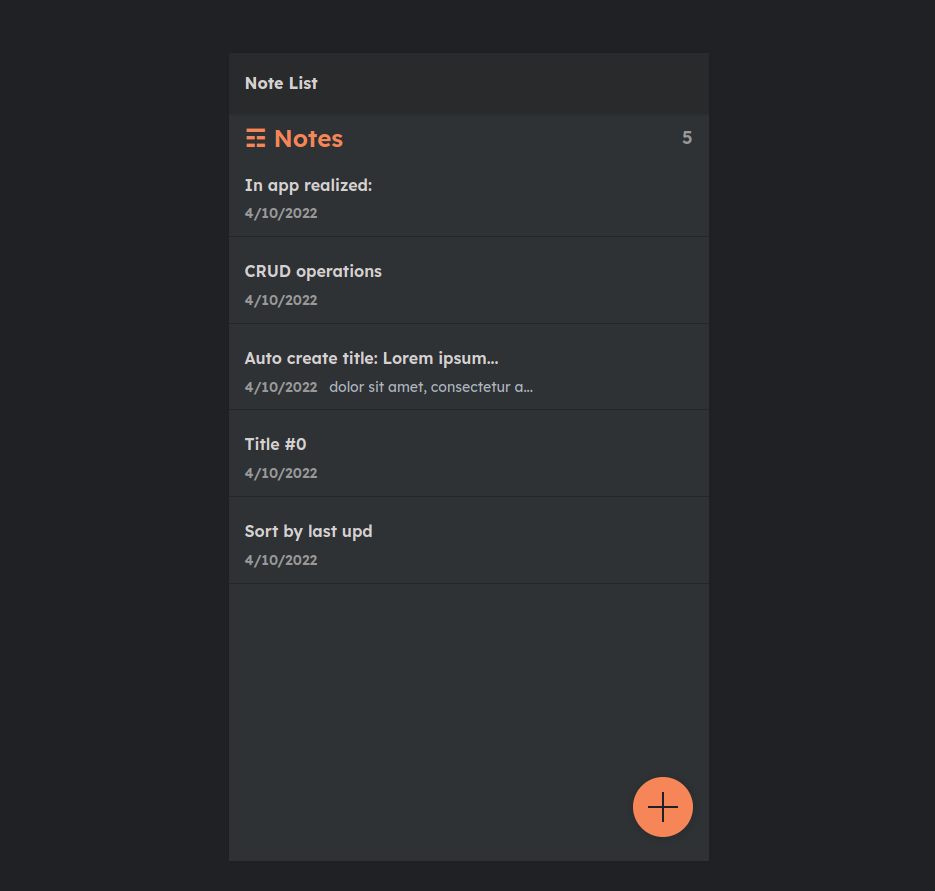 Note List
Notes 5
In app realized:
4/10/2022
CRUD operations
4/10/2022
Auto create title: Lorem ipsum...
4/10/2022 dolor sit amet, consectetur a...
Title #0
4/10/2022
Sort by last upd
4/10/2022